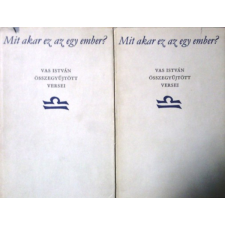 Mit akar ez az egy ember?
VAS ISTVÁN
ÖSSZEGYŰJTÖTT
VERSEI
Mit akar ez az egy ember?
VAS ISTVÁN
ÖSSZEGYŰJTÖTT
VERSEI